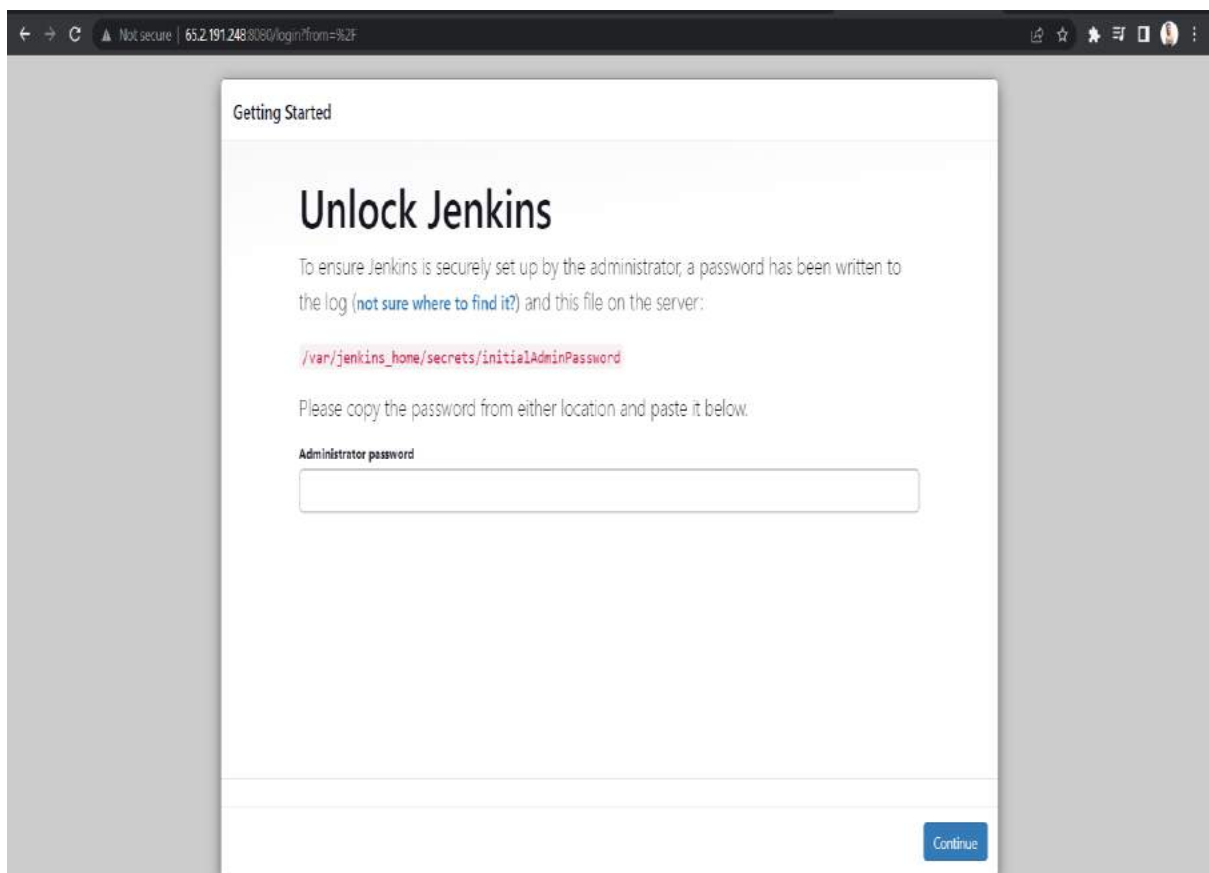 Not secure | 65.2.191.248:8080/login?from=%2F
Getting Started
Unlock Jenkins
To ensure Jenkins is securely set up by the administrator, a password has been written to
the log (not sure where to find it?) and this file on the server:
/var/jenkins_home/secrets/initialAdminPassword
Please copy the password from either location and paste it below.
Administrator password
Continue